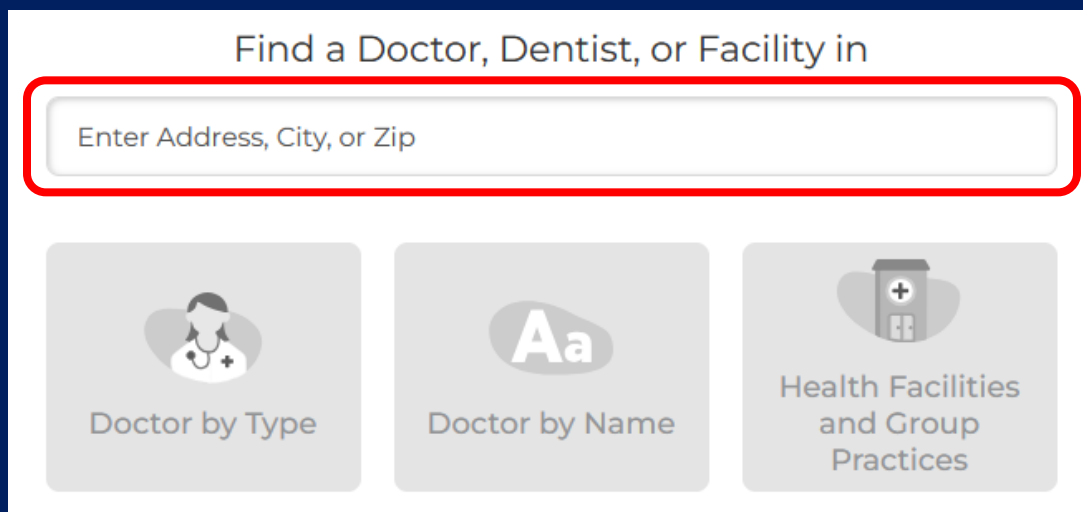 Find a Doctor, Dentist, or Facility in
Enter Address, City, or Zip
Doctor by Type
Aa
Doctor by Name
Health Facilities
and Group
Practices